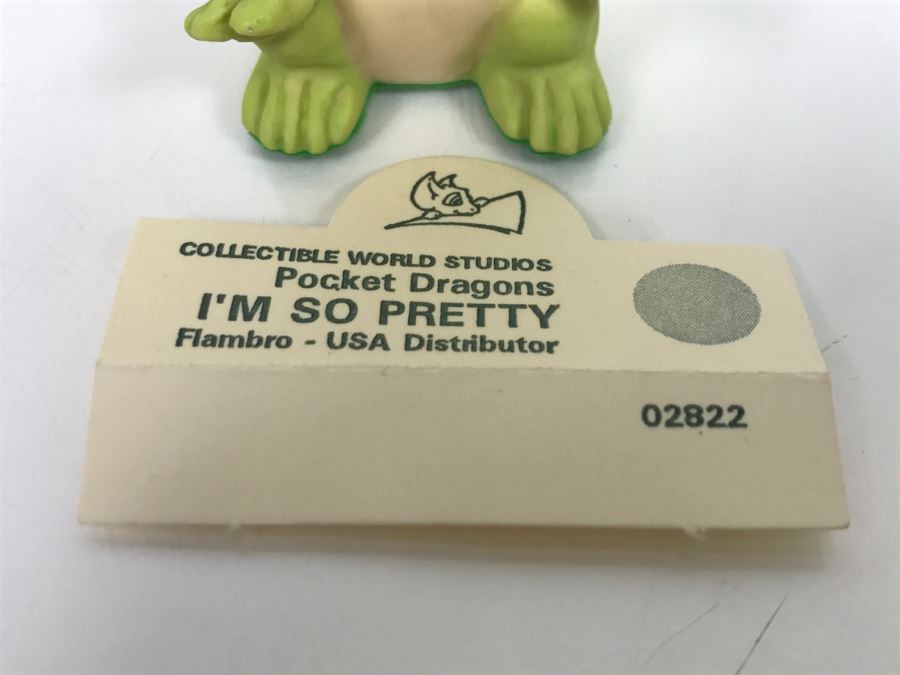 COLLECTIBLE WORLD STUDIOS
Pocket Dragons
I'M SO PRETTY
Flambro - USA Distributor
02822